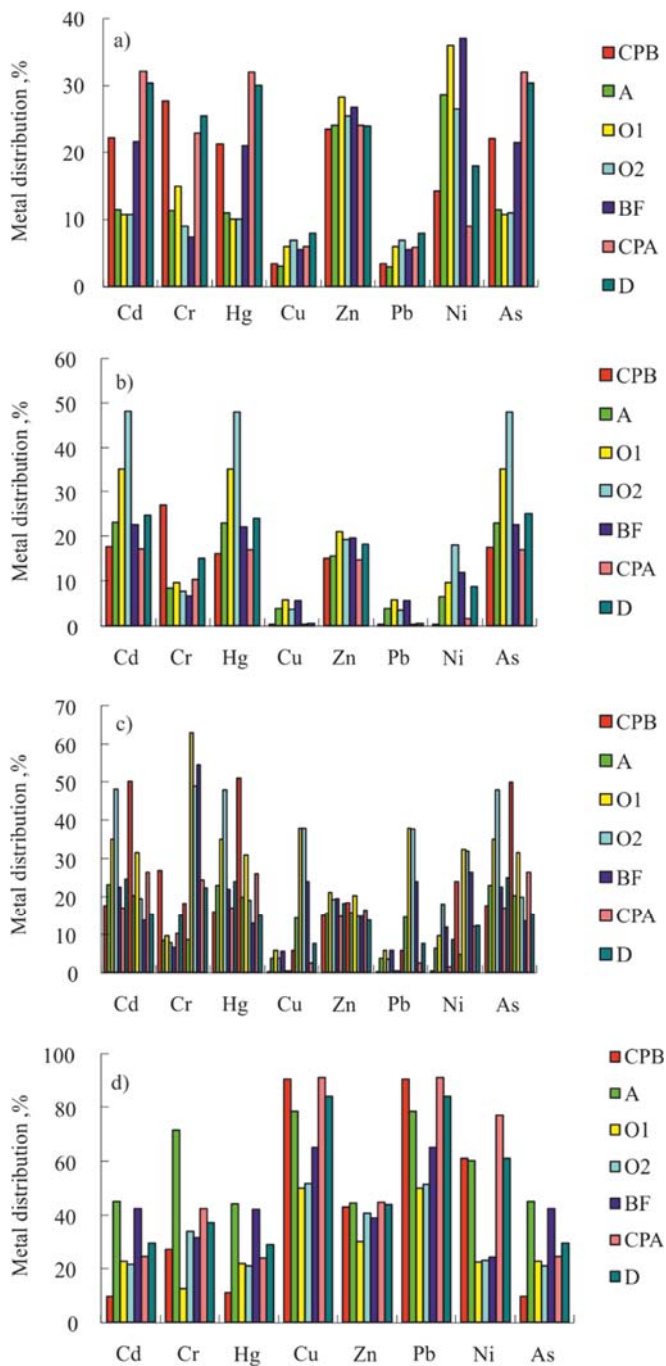 a)
Metal distribution ,%
40
30
20
10
0
Cd Cr Hg Cu Zn Pb Ni As
CPB
A
O1
O2
BF
CPA
D
b)
Metal distribution ,%
60
50
40
30
20
10
0
Cd Cr Hg Cu Zn Pb Ni As
CPB
A
O1
O2
BF
CPA
D
c)
Metal distribution ,%
70
60
50
40
30
20
10
0
Cd Cr Hg Cu Zn Pb Ni As
CPB
A
O1
O2
BF
CPA
D
d)
Metal distribution ,%
100
80
60
40
20
0
Cd Cr Hg Cu Zn Pb Ni As
CPB
A
O1
O2
BF
CPA
D